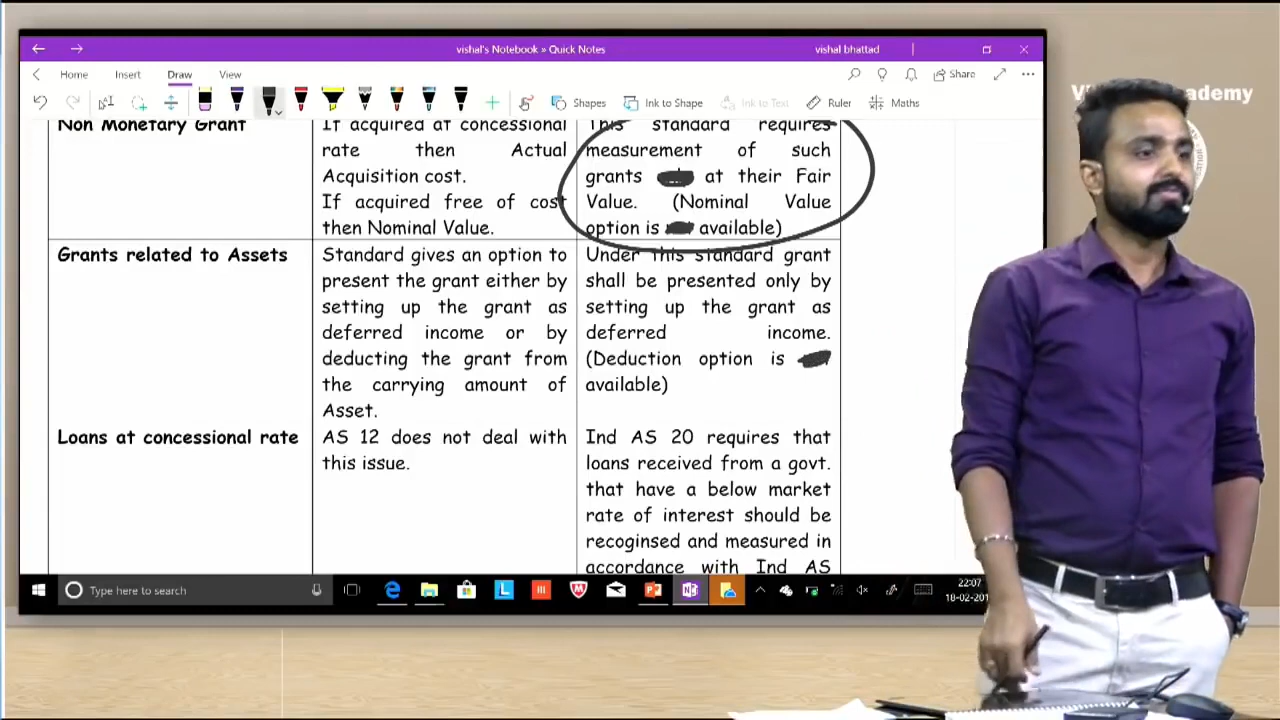 vishal's Notebook » Quick Notes
vishal bhattad
Home
Insert
Draw
View
Share
Shapes
Ink to Shape
Ink to Text
Ruler
Maths
ademy
Non Monetary Grant
If acquired at concessional
rate then Actual
Acquisition cost.
If acquired free of cost
then Nominal Value.
This standard requires
measurement of such
grants at their Fair
Value. (Nominal Value
option is available)
Grants related to Assets
Standard gives an option to
present the grant either by
setting up the grant as
deferred income or by
deducting the grant from
the carrying amount of
Asset.
Under this standard grant
shall be presented only by
setting up the grant as
deferred income.
(Deduction option is
available)
Loans at concessional rate
AS 12 does not deal with
this issue.
Ind AS 20 requires that
loans received from a govt.
that have a below market
rate of interest should be
recoginsed and measured in
accordance with Ind AS
Type here to search
22:07
18-02-201